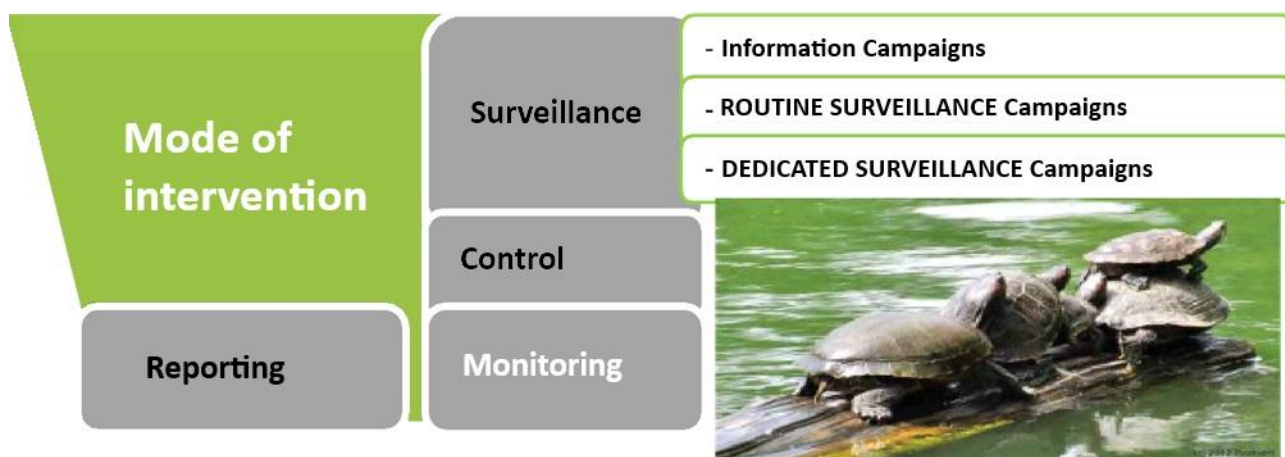 Mode of
intervention
Surveillance
- Information Campaigns
- ROUTINE SURVEILLANCE Campaigns
- DEDICATED SURVEILLANCE Campaigns
Control
Reporting
Monitoring